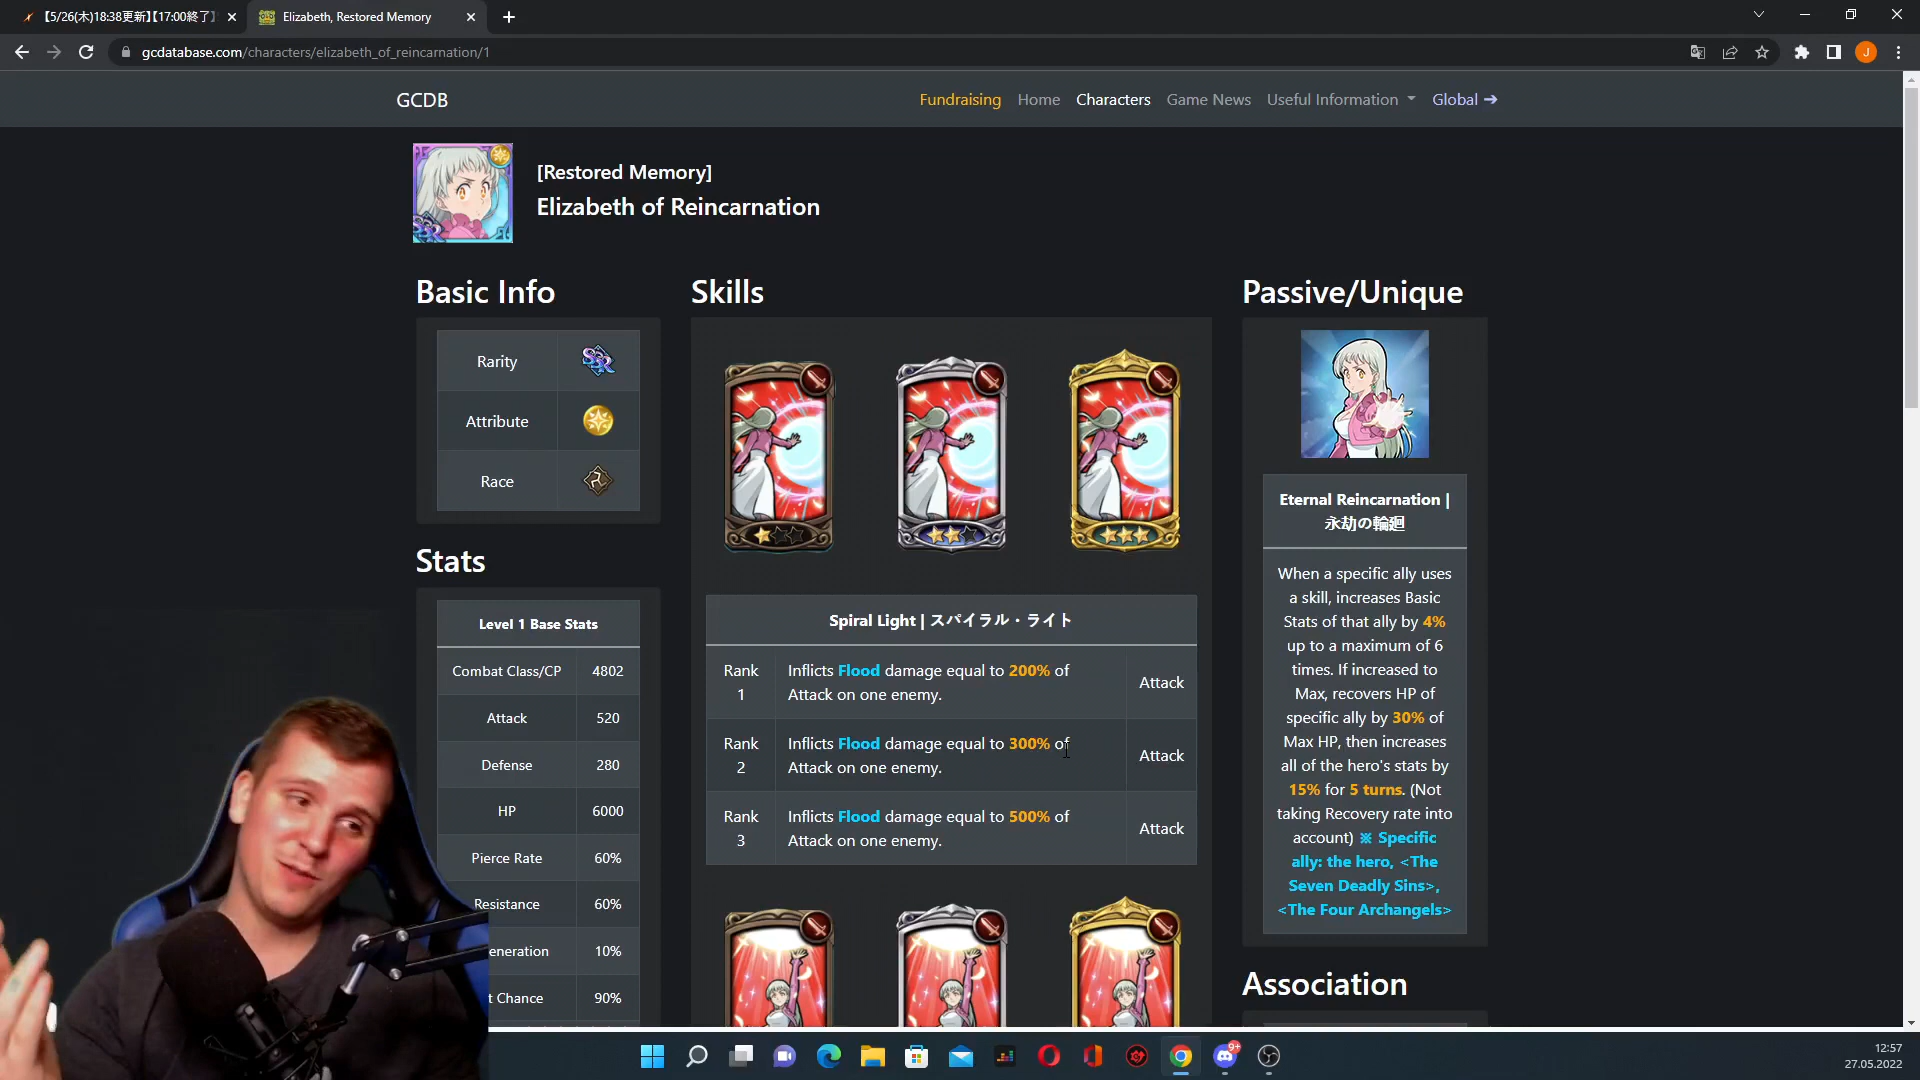 【5/26(木)18:38更新】【17:00終了】
Elizabeth, Restored Memory
gcdatabase.com/characters/elizabeth_of_reincarnation/1
J
GCDB
Fundraising
Home
Characters
Game News
Useful Information
Global
[Restored Memory]
Elizabeth of Reincarnation
SSR
Basic Info
Rarity
SSR
Attribute
Race
Stats
Level 1 Base Stats
Combat Class/CP 4802
Attack 520
Defense 280
HP 6000
Pierce Rate 60%
Resistance 60%
eneration 10%
t Chance 90%
Skills
Spiral Light | スパイラル・ライト
Rank 1
Inflicts Flood damage equal to 200% of
Attack on one enemy.
Attack
Rank 2
Inflicts Flood damage equal to 300% of
Attack on one enemy.
Attack
Rank 3
Inflicts Flood damage equal to 500% of
Attack on one enemy.
Attack
Passive/Unique
Eternal Reincarnation |
永劫の輪廻
When a specific ally uses
a skill, increases Basic
Stats of that ally by 4%
up to a maximum of 6
times. If increased to
Max, recovers HP of
specific ally by 30% of
Max HP, then increases
all of the hero's stats by
15% for 5 turns. (Not
taking Recovery rate into
account) ※ Specific
ally: the hero, <The
Seven Deadly Sins>,
<The Four Archangels>
Association
9+
12:57
27.05.2022